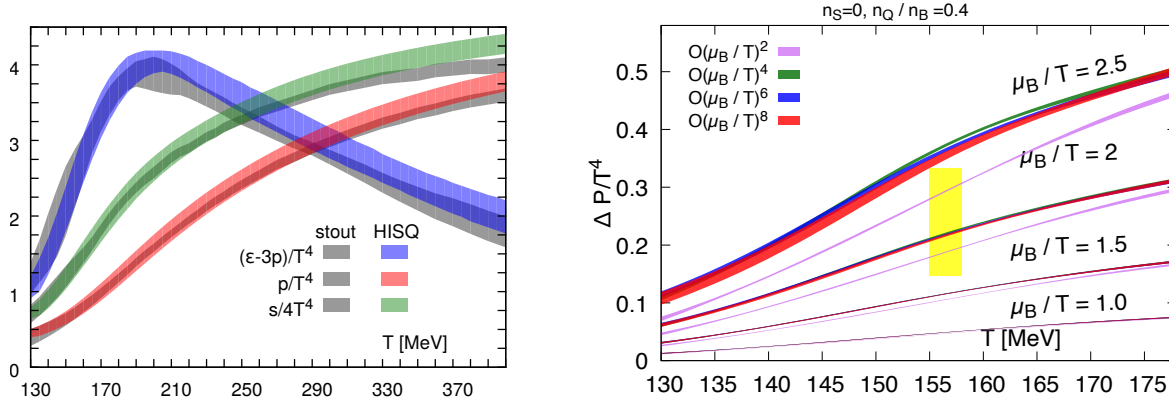 4
3
2
1
0
130 170 210 250 290 330 370
stout HISQ
(ε-3p)/T⁴
p/T⁴
s/4T⁴
T [MeV]
n_S=0, n_Q / n_B =0.4
O(μ_B / T)²
O(μ_B / T)⁴
O(μ_B / T)⁶
O(μ_B / T)⁸
μ_B / T = 2.5
μ_B / T = 2
μ_B / T = 1.5
μ_B / T = 1.0
T [MeV]
Δ P/T⁴
0.5
0.4
0.3
0.2
0.1
0
130 135 140 145 150 155 160 165 170 175